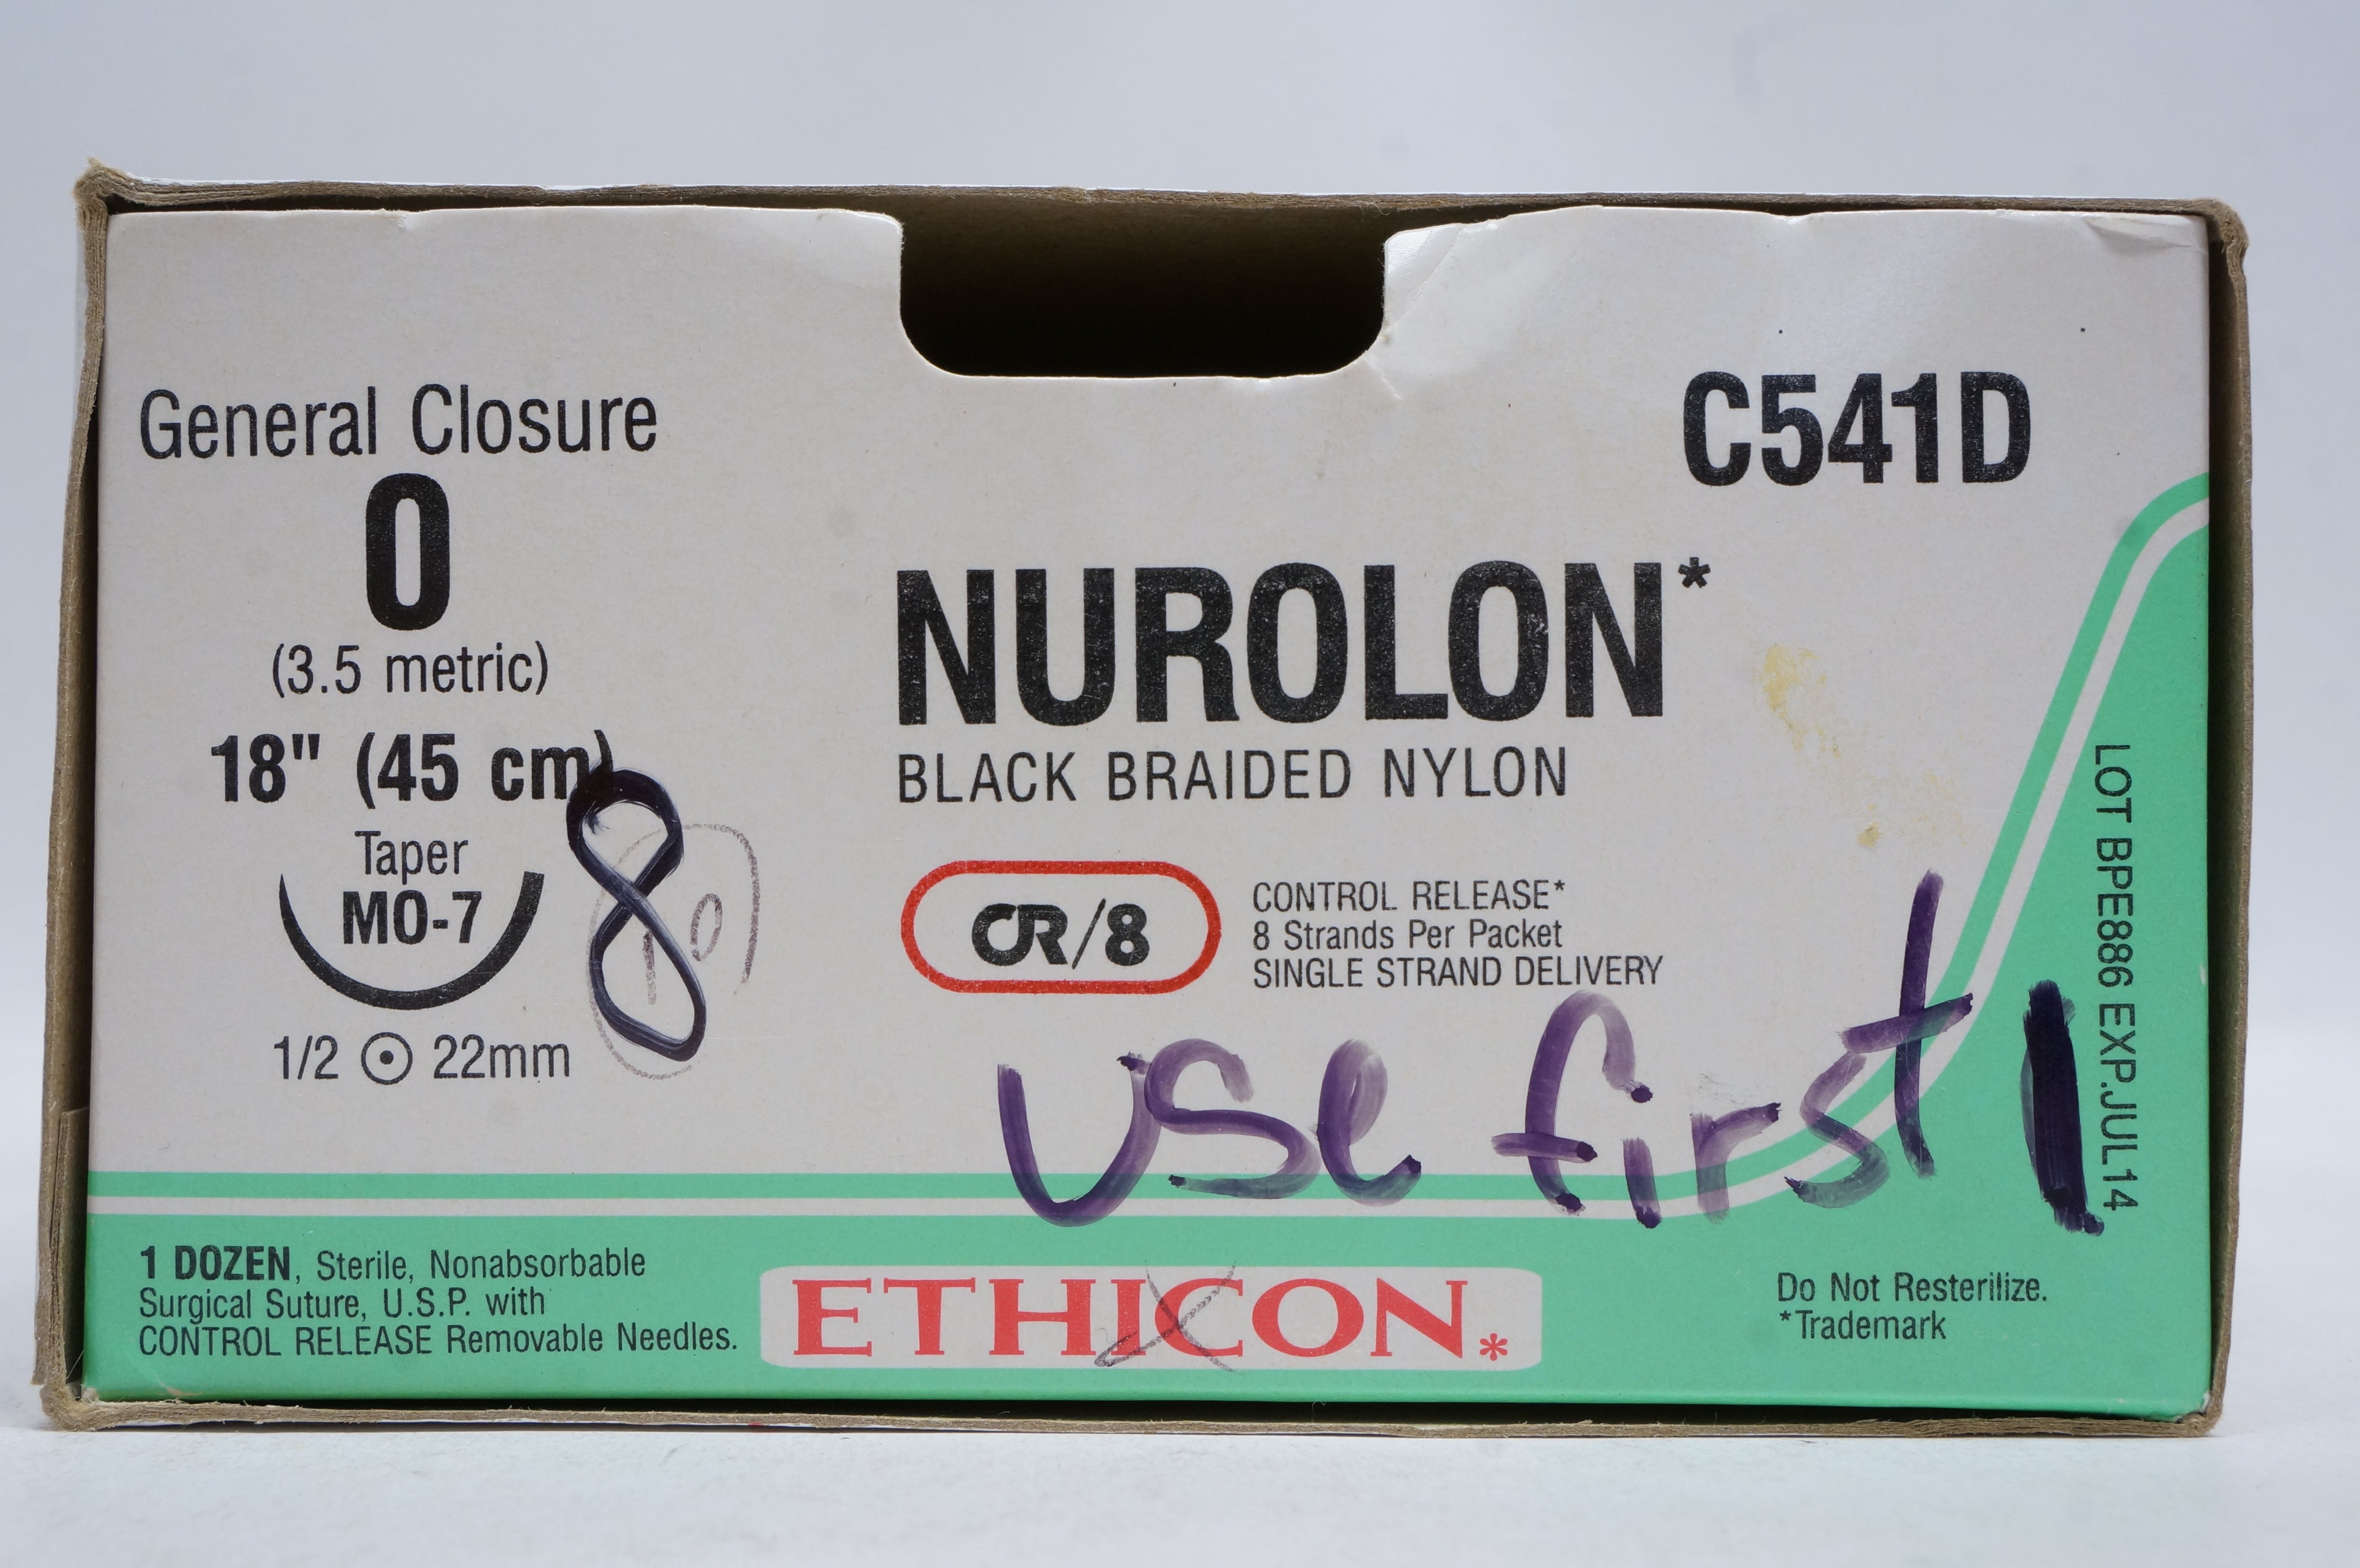 General Closure
0
(3.5 metric)
18" (45 cm)
Taper
MO-7
1/2 22mm
8
10
C541D
NUROLON*
BLACK BRAIDED NYLON
CR/8
CONTROL RELEASE*
8 Strands Per Packet
SINGLE STRAND DELIVERY
use first
LOT BPE886 EXP.JUL14
1 DOZEN, Sterile, Nonabsorbable
Surgical Suture, U.S.P. with
CONTROL RELEASE Removable Needles.
ETHICON*
Do Not Resterilize.
*Trademark